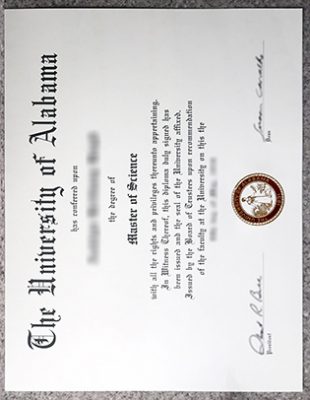 The University of Alabama
has conferred upon
the degree of
Master of Science
with all the rights and privileges thereunto appertaining.
In Witness Thereof, this diploma duly signed has
been issued and the seal of the University affixed.
Issued by the Board of Trustees upon recommendation
of the faculty at the University on this the
President
Dean